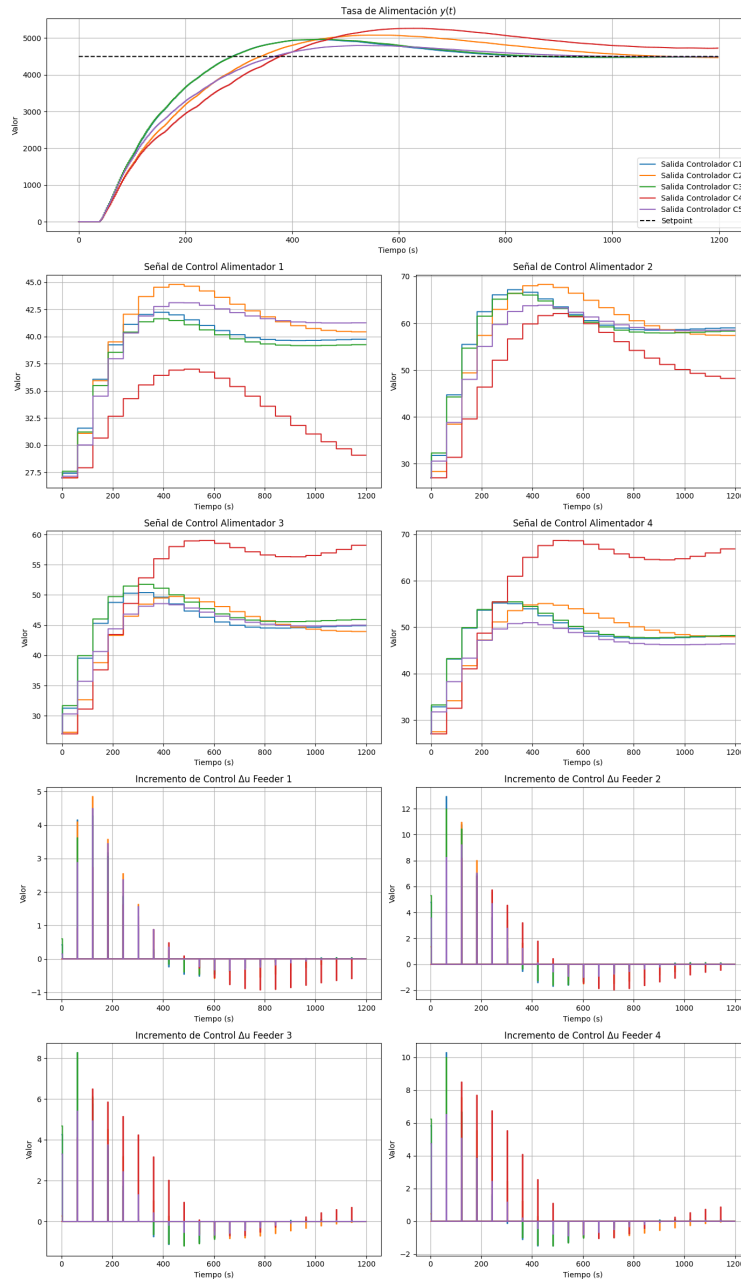 Tasa de Alimentación y(t)
Valor
5000
4000
3000
2000
1000
0
Salida Controlador C1
Salida Controlador C2
Salida Controlador C3
Salida Controlador C4
Salida Controlador C5
Setpoint
0 200 400 600 800 1000 1200
Tiempo (s)
Señal de Control Alimentador 1
Valor
45.0
42.5
40.0
37.5
35.0
32.5
30.0
27.5
0 200 400 600 800 1000 1200
Tiempo (s)
Señal de Control Alimentador 2
Valor
70
60
50
40
30
0 200 400 600 800 1000 1200
Tiempo (s)
Señal de Control Alimentador 3
Valor
60
55
50
45
40
35
30
0 200 400 600 800 1000 1200
Tiempo (s)
Señal de Control Alimentador 4
Valor
70
60
50
40
30
0 200 400 600 800 1000 1200
Tiempo (s)
Incremento de Control Δu Feeder 1
Valor
5
4
3
2
1
0
−1
0 200 400 600 800 1000 1200
Tiempo (s)
Incremento de Control Δu Feeder 2
Valor
12
10
8
6
4
2
0
−2
0 200 400 600 800 1000 1200
Tiempo (s)
Incremento de Control Δu Feeder 3
Valor
8
6
4
2
0
0 200 400 600 800 1000 1200
Tiempo (s)
Incremento de Control Δu Feeder 4
Valor
10
8
6
4
2
0
−2
0 200 400 600 800 1000 1200
Tiempo (s)